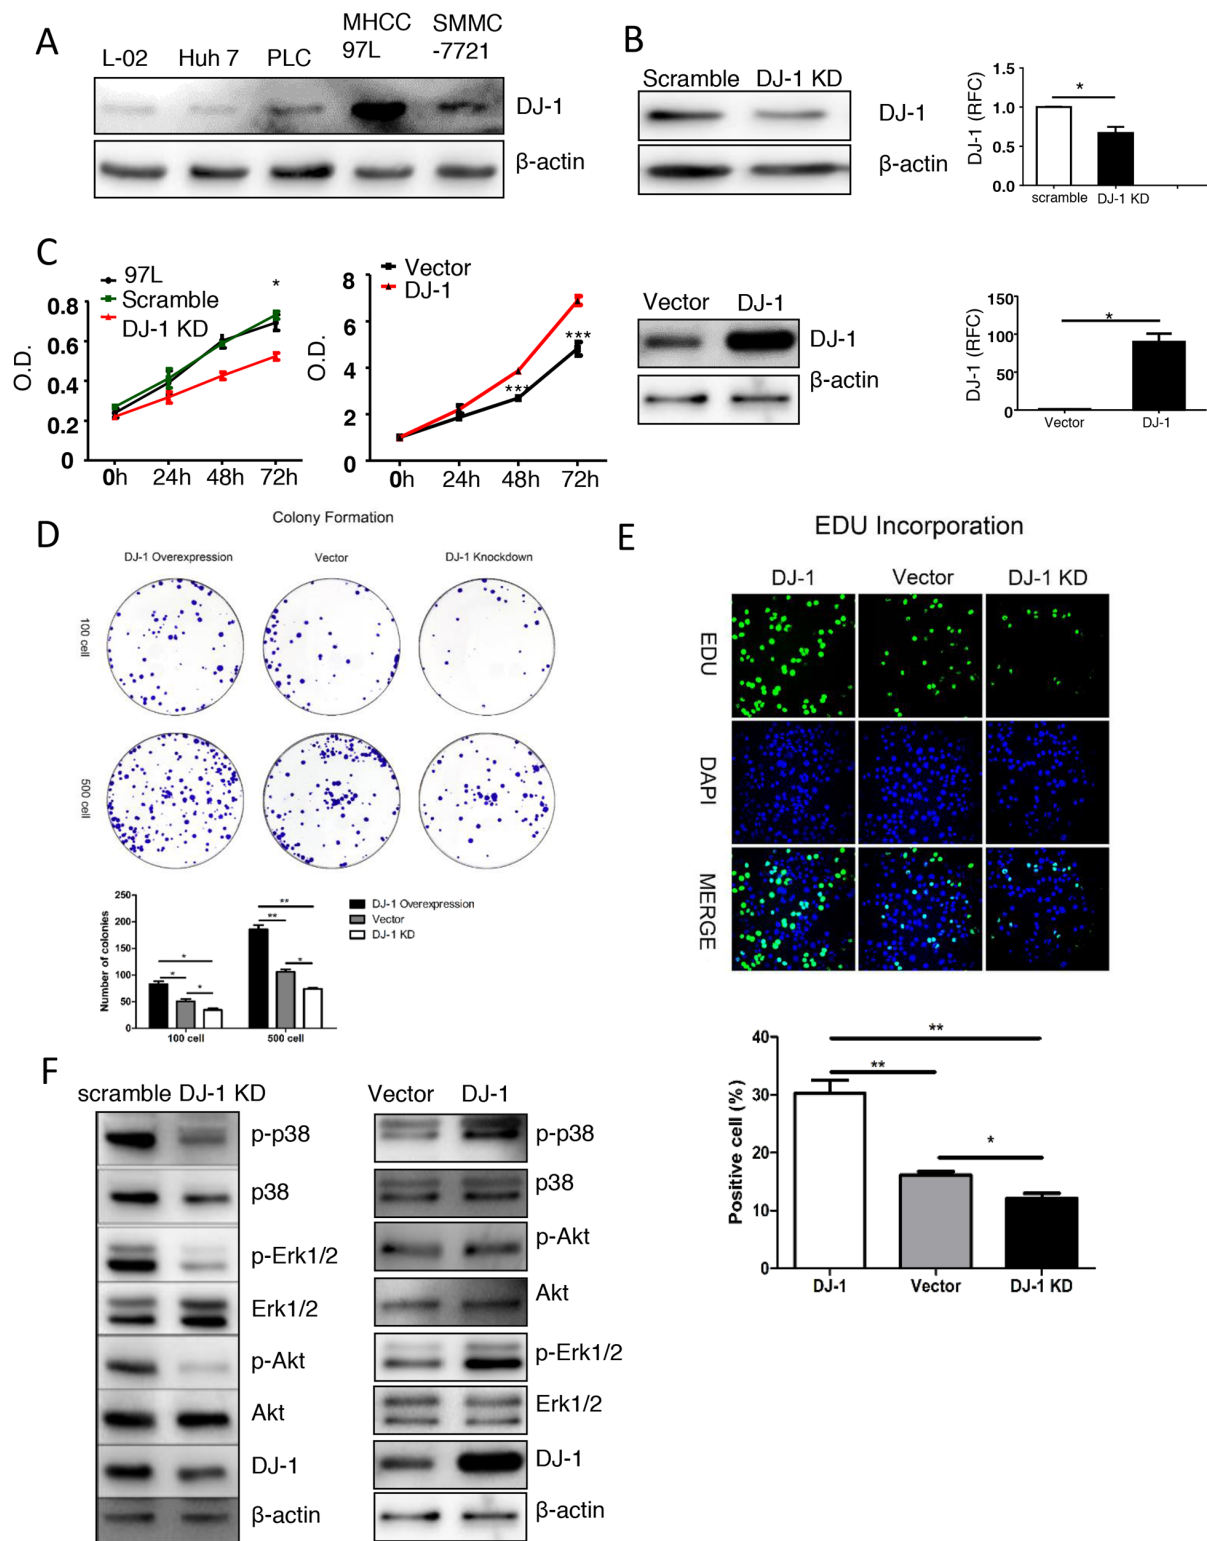 A
L-02
Huh 7
PLC
MHCC
97L
SMMC
-7721
DJ-1
β-actin
B
Scramble
DJ-1 KD
DJ-1
β-actin
DJ-1 (RFC)
1.5
1.0
0.5
0.0
*
scramble
DJ-1 KD
Vector
DJ-1
DJ-1
β-actin
DJ-1 (RFC)
150
100
50
0
*
Vector
DJ-1
C
97L
Scramble
DJ-1 KD
*
O.D.
0.8
0.6
0.4
0.2
0
0h
24h
48h
72h
Vector
DJ-1
O.D.
8
6
4
2
0
***
***
0h
24h
48h
72h
D
Colony Formation
DJ-1 Overexpression
Vector
DJ-1 Knockdown
100 cell
500 cell
Number of colonies
250
200
150
100
50
0
*
*
*
**
**
*
100 cell
500 cell
DJ-1 Overexpression
Vector
DJ-1 KD
E
EDU Incorporation
DJ-1
Vector
DJ-1 KD
EDU
DAPI
MERGE
Positive cell (%)
40
30
20
10
0
**
**
*
DJ-1
Vector
DJ-1 KD
F
scramble DJ-1 KD
p-p38
p38
p-Erk1/2
Erk1/2
p-Akt
Akt
DJ-1
β-actin
Vector
DJ-1
p-p38
p38
p-Akt
Akt
p-Erk1/2
Erk1/2
DJ-1
β-actin